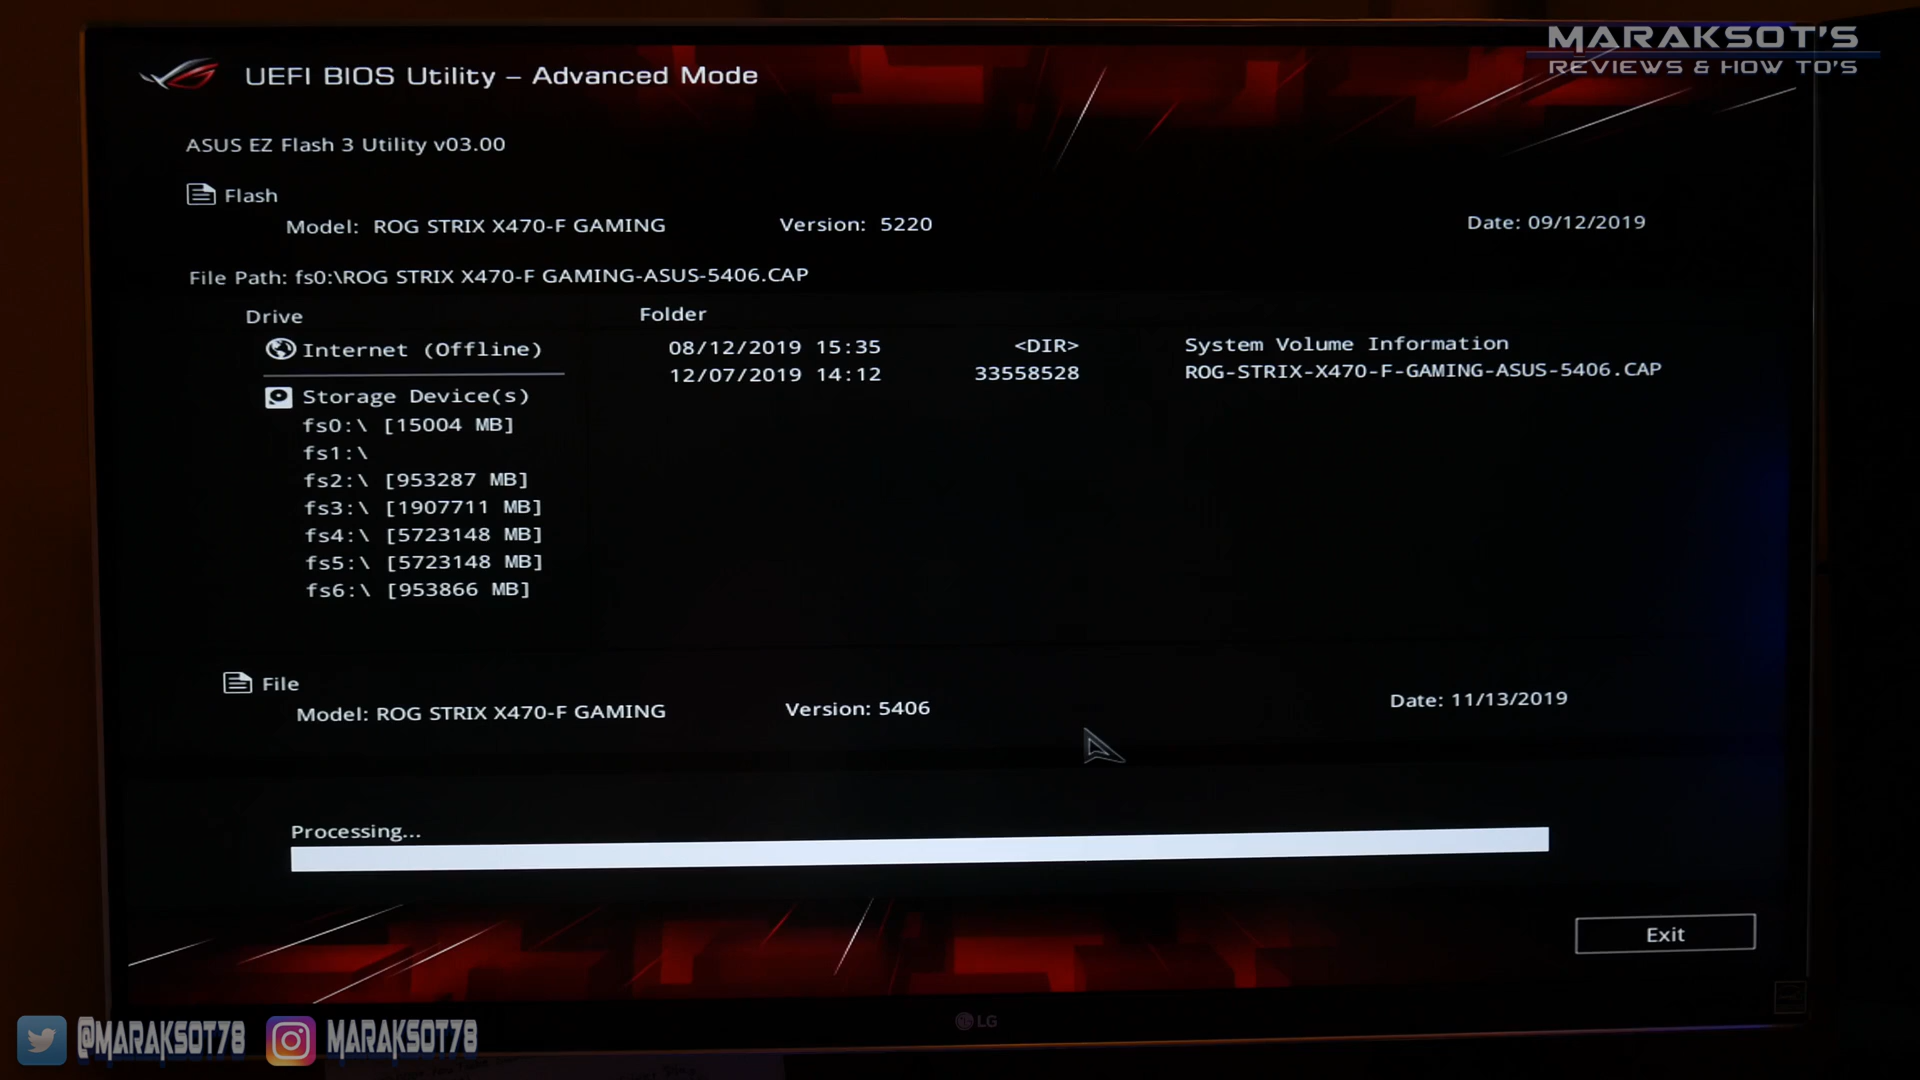 MARAKSOT'S
REVIEWS & HOW TO'S
UEFI BIOS Utility – Advanced Mode
ASUS EZ Flash 3 Utility v03.00
Flash
Model: ROG STRIX X470-F GAMING Version: 5220 Date: 09/12/2019
File Path: fs0:\ROG STRIX X470-F GAMING-ASUS-5406.CAP
Drive Folder
Internet (Offline) 08/12/2019 15:35 <DIR> System Volume Information
12/07/2019 14:12 33558528 ROG-STRIX-X470-F-GAMING-ASUS-5406.CAP
Storage Device(s)
fs0:\ [15004 MB]
fs1:\
fs2:\ [953287 MB]
fs3:\ [1907711 MB]
fs4:\ [5723148 MB]
fs5:\ [5723148 MB]
fs6:\ [953866 MB]
File
Model: ROG STRIX X470-F GAMING Version: 5406 Date: 11/13/2019
Processing...
Exit
LG
@MARAKSOT78 MARAKSOT78